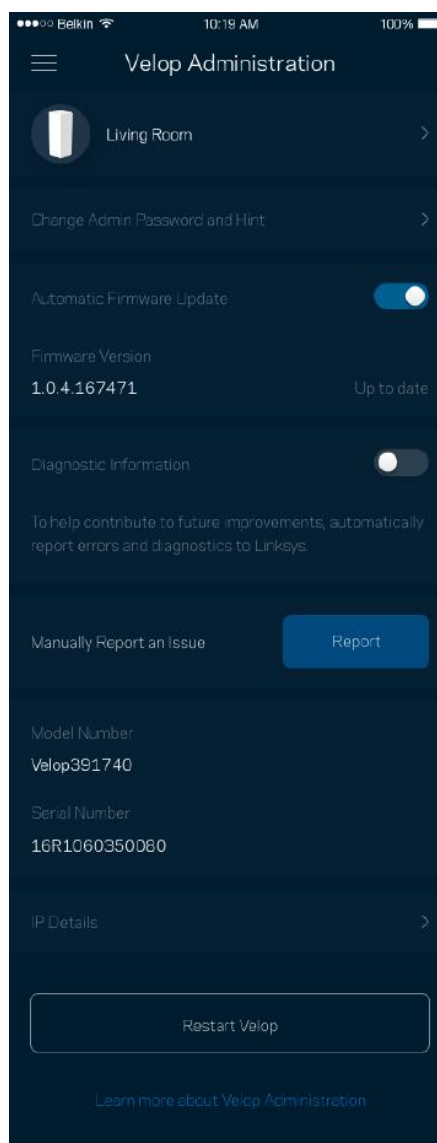 Belkin 10:19 AM 100%
Velop Administration
Living Room
Change Admin Password and Hint
Automatic Firmware Update
Firmware Version
1.0.4.167471 Up to date
Diagnostic Information
To help contribute to future improvements, automatically
report errors and diagnostics to Linksys.
Manually Report an Issue Report
Model Number
Velop391740
Serial Number
16R1060350080
IP Details
Restart Velop
Learn more about Velop Administration